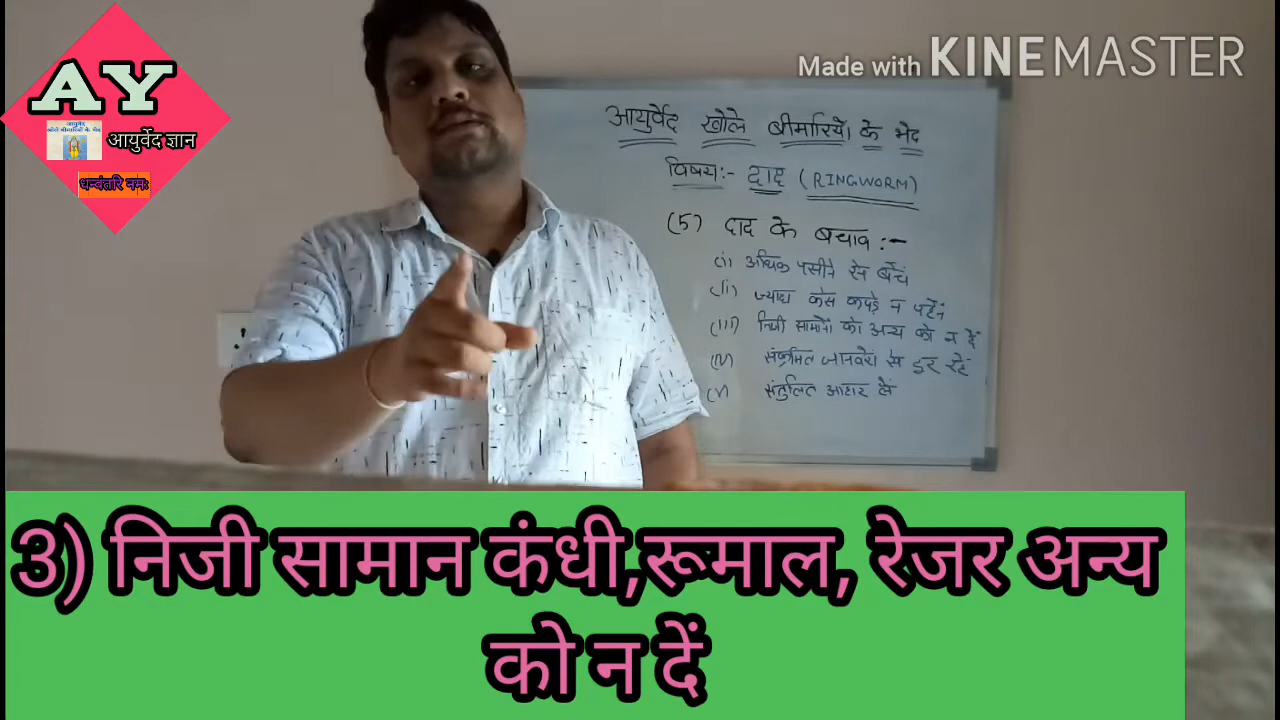 Made with KINEMASTER
AY
आयुर्वेद
आयुर्वेद ज्ञान
धन्वंतरि नमः
आयुर्वेद खोले बीमारियों के भेद
विषय:- दाद (RINGWORM)
(5) दाद के बचाव :-
(i) अधिक पसीने से बचें
(ii) ज्यादा कसे कपड़े न पहनें
(iii) निजी सामानों को अन्य को न दें
(iv) संक्रमित जानवरों से दूर रहें
(v) संतुलित आहार लें
3) निजी सामान कंधी,रूमाल, रेजर अन्य
को न दें